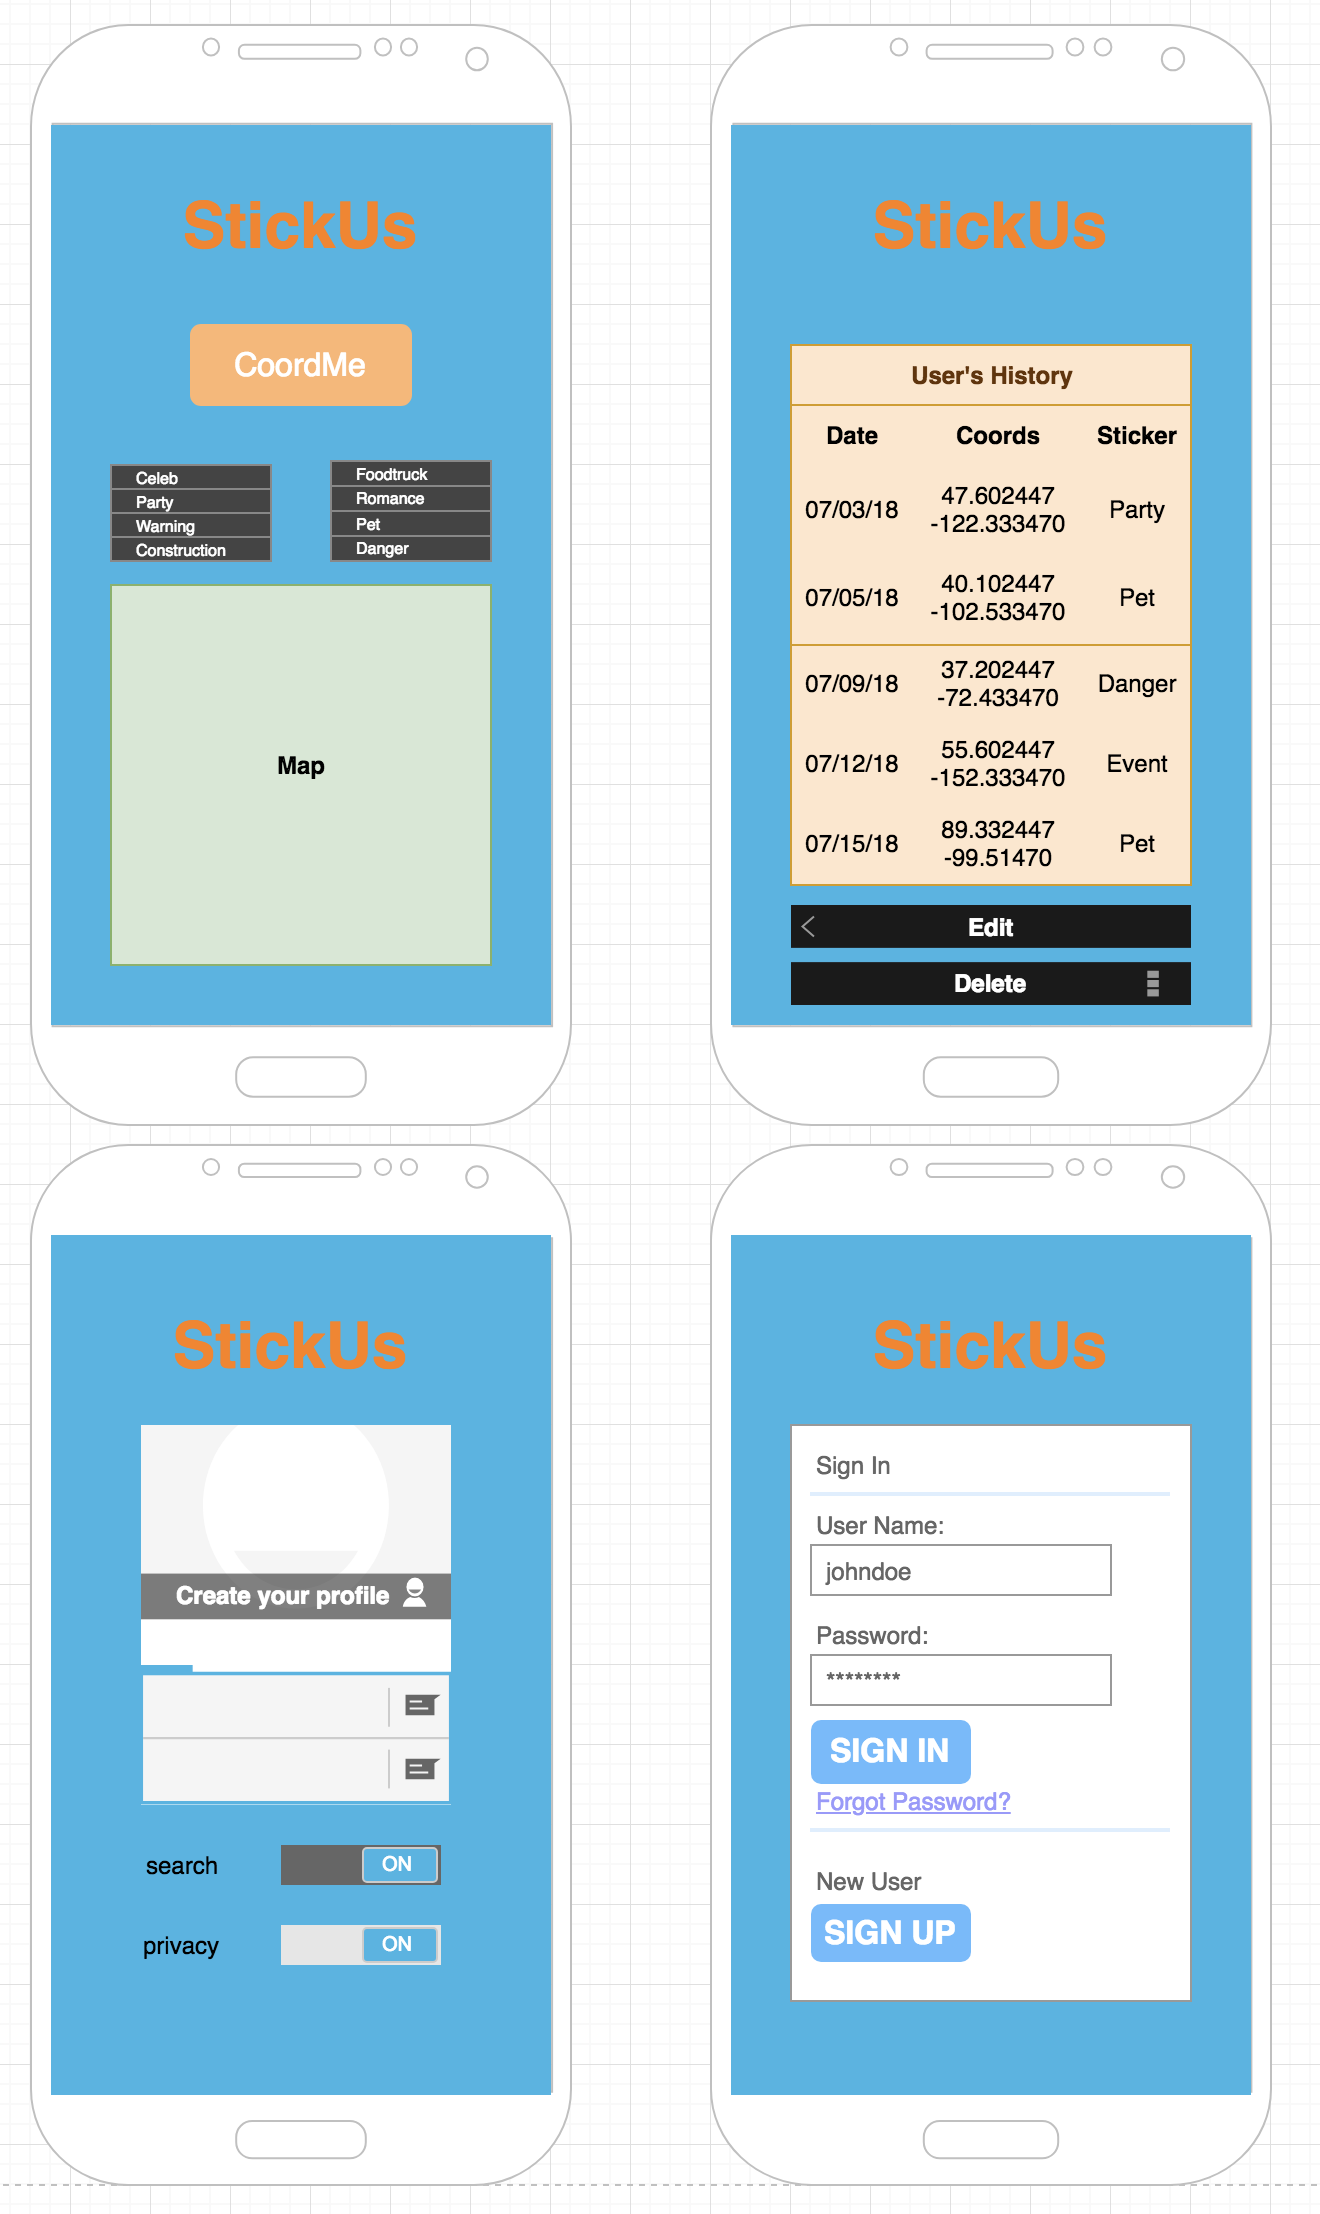 StickUs
CoordMe
Celeb
Party
Warning
Construction
Foodtruck
Romance
Pet
Danger
Map
StickUs
User's History
Date Coords Sticker
07/03/18 47.602447 -122.333470 Party
07/05/18 40.102447 -102.533470 Pet
07/09/18 37.202447 -72.433470 Danger
07/12/18 55.602447 -152.333470 Event
07/15/18 89.332447 -99.51470 Pet
Edit
Delete
StickUs
Create your profile
search ON
privacy ON
StickUs
Sign In
User Name:
johndoe
Password:
********
SIGN IN
Forgot Password?
New User
SIGN UP